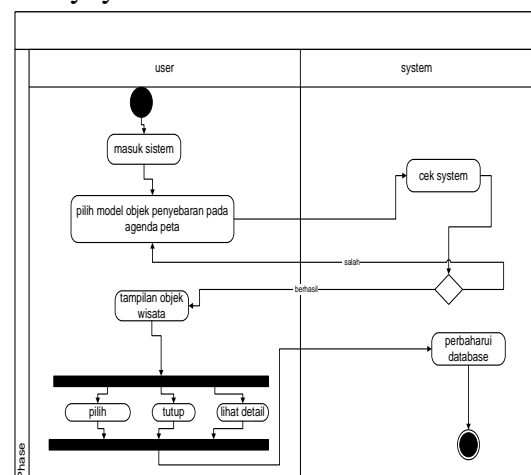 user
system
masuk sistem
cek system
pilih model objek penyebaran pada
agenda peta
salah
berhasil
tampilan objek
wisata
perbaharui
database
pilih
tutup
lihat detail
Phase